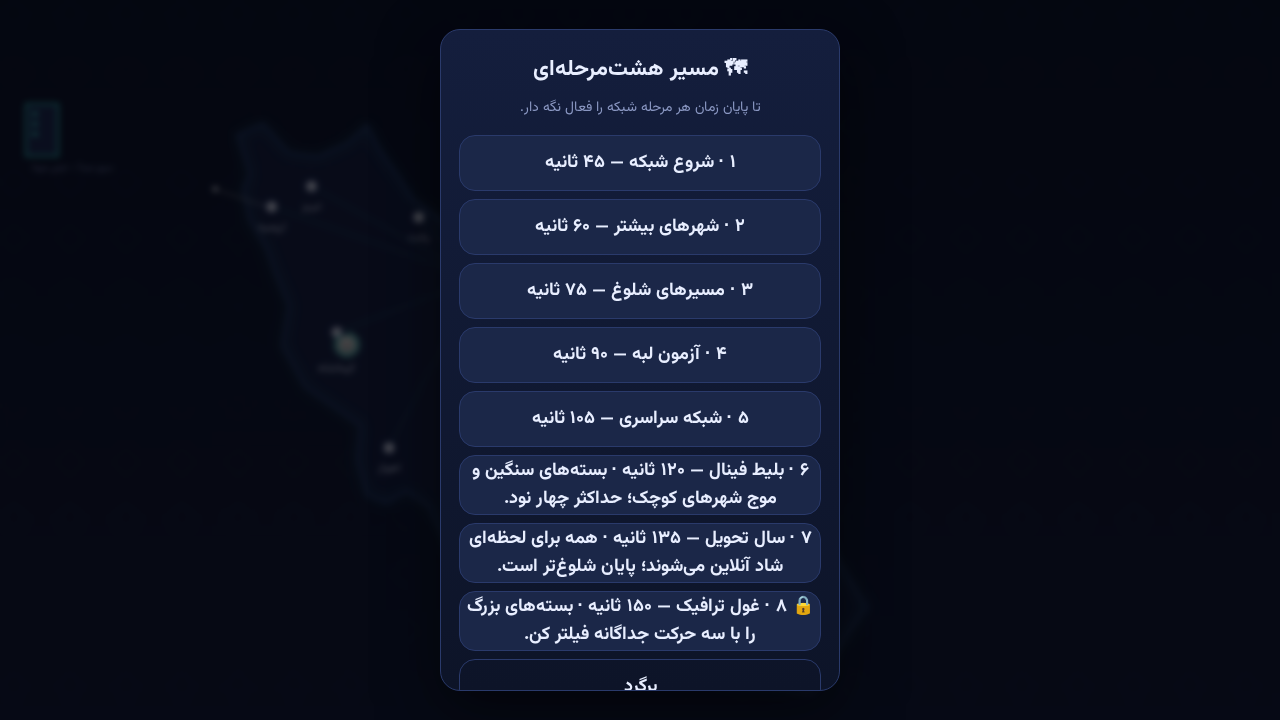 🗺 مسیر هشت‌مرحله‌ای
تا پایان زمان هر مرحله شبکه را فعال نگه دار.
۱ · شروع شبکه — ۴۵ ثانیه
۲ · شهرهای بیشتر — ۶۰ ثانیه
۳ · مسیرهای شلوغ — ۷۵ ثانیه
۴ · آزمون لبه — ۹۰ ثانیه
۵ · شبکه سراسری — ۱۰۵ ثانیه
۶ · بلیط فینال — ۱۲۰ ثانیه · بسته‌های سنگین و
موج شهرهای کوچک؛ حداکثر چهار نود.
۷ · سال تحویل — ۱۳۵ ثانیه · همه برای لحظه‌ای
شاد آنلاین می‌شوند؛ پایان شلوغ‌تر است.
🔒 ۸ · غول ترافیک — ۱۵۰ ثانیه · بسته‌های بزرگ
را با سه حرکت جداگانه فیلتر کن.
برگرد